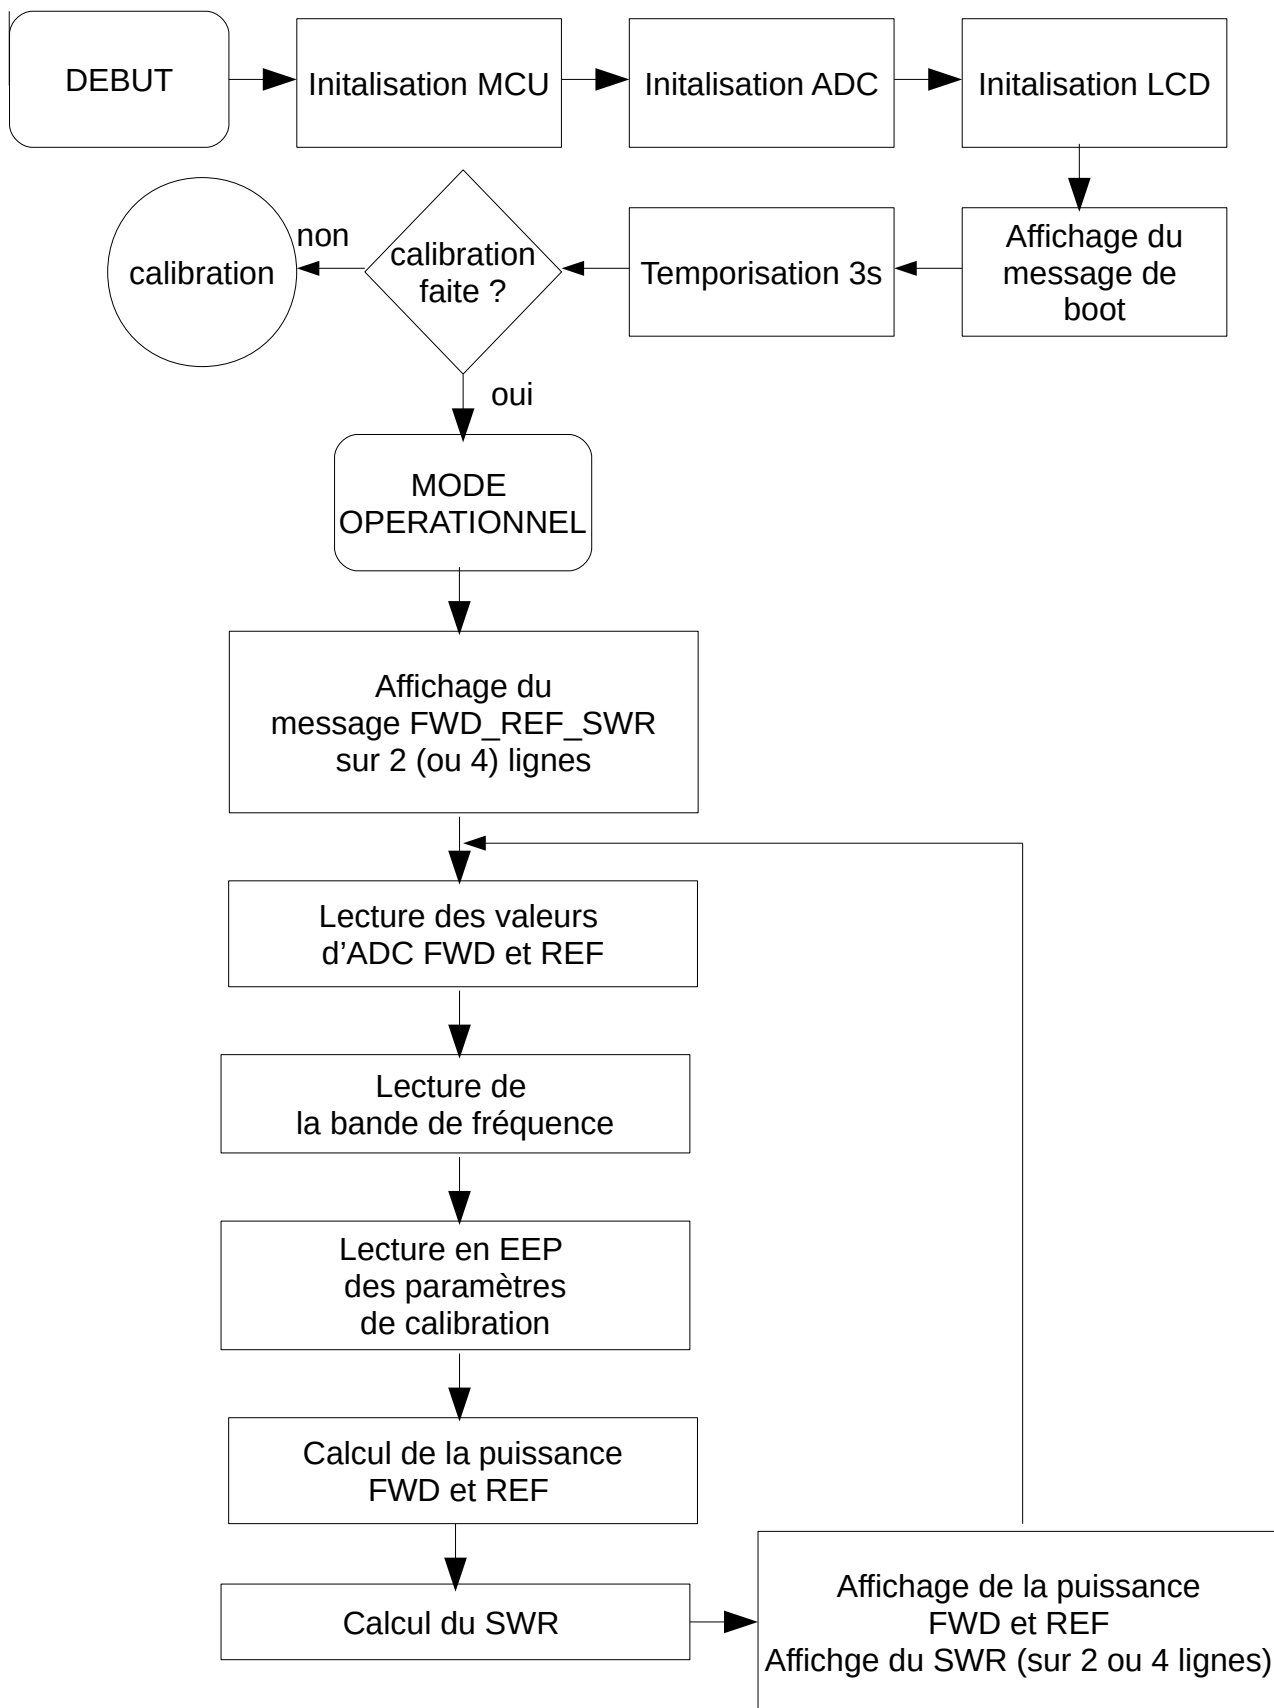 DEBUT
Initalisation MCU
Initalisation ADC
Initalisation LCD
Affichage du
message de
boot
Temporisation 3s
calibration
faite ?
non
calibration
oui
MODE
OPERATIONNEL
Affichage du
message FWD_REF_SWR
sur 2 (ou 4) lignes
Lecture des valeurs
d’ADC FWD et REF
Lecture de
la bande de fréquence
Lecture en EEP
des paramètres
de calibration
Calcul de la puissance
FWD et REF
Calcul du SWR
Affichage de la puissance
FWD et REF
Affichge du SWR (sur 2 ou 4 lignes)